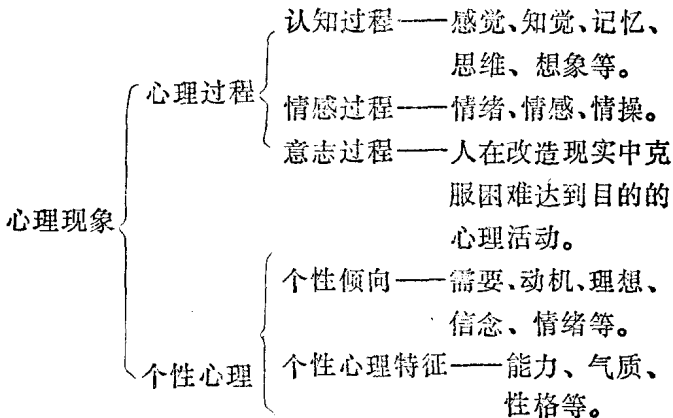 认知过程——感觉、知觉、记忆、
思维、想象等。
心理过程
情感过程——情绪、情感、情操。
意志过程——人在改造现实中克
服困难达到目的的
心理活动。
心理现象
个性倾向——需要、动机、理想、
信念、情绪等。
个性心理
个性心理特征——能力、气质、
性格等。